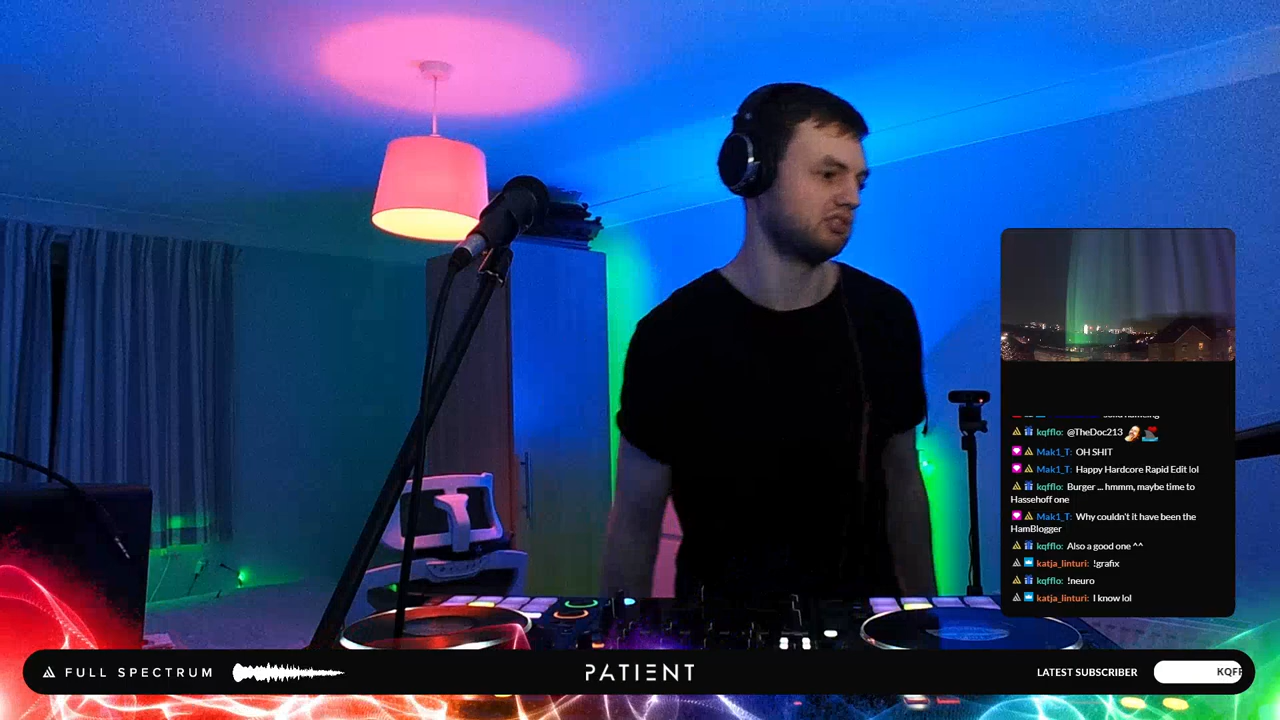 kqfflo: @TheDoc213
Mak1_T: OH SHIT
Mak1_T: Happy Hardcore Rapid Edit lol
kqfflo: Burger ... hmmm, maybe time to
Hassehoff one
Mak1_T: Why couldn't it have been the
HamBlogger
kqfflo: Also a good one ^^
katja_linturi: !grafix
kqfflo: !neuro
katja_linturi: I know lol
FULL SPECTRUM
PATIENT
LATEST SUBSCRIBER